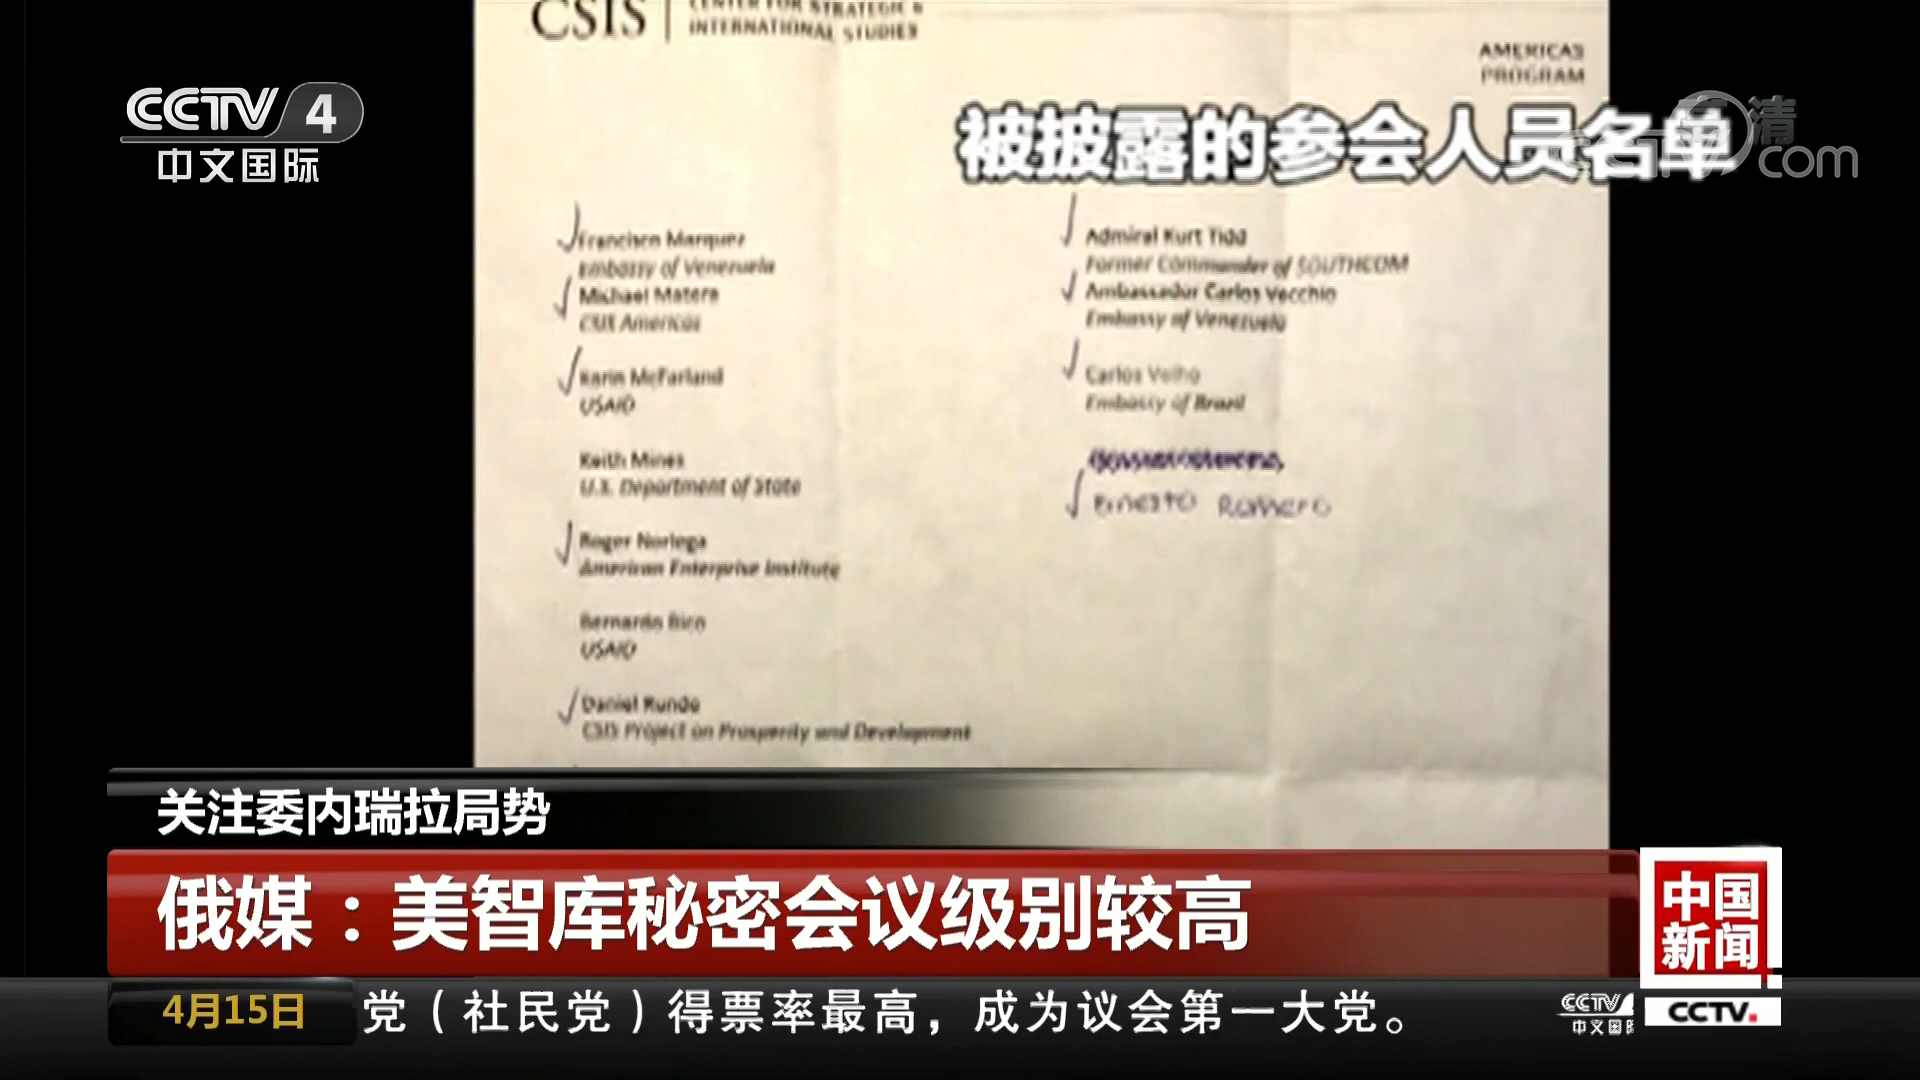 CSIS
CENTER FOR STRATEGIC &
INTERNATIONAL STUDIES
AMERICAS
PROGRAM
CCTV 4
中文国际
被披露的参会人员名单
清
com
Francisco Marquez
Embassy of Venezuela
Michael Matera
CSIS Americas
Karin McFarland
USAID
Keith Mines
U.S. Department of State
Roger Noriega
American Enterprise Institute
Bernardo Rico
USAID
Daniel Runde
CSIS Project on Prosperity and Development
Admiral Kurt Tidd
Former Commander of SOUTHCOM
Ambassador Carlos Vecchio
Embassy of Venezuela
Carlos Velho
Embassy of Brazil
Ernesto Romero
关注委内瑞拉局势
俄媒：美智库秘密会议级别较高
中国
新闻
4月15日
党（社民党）得票率最高，成为议会第一大党。
CCTV
中文国
CCTV.